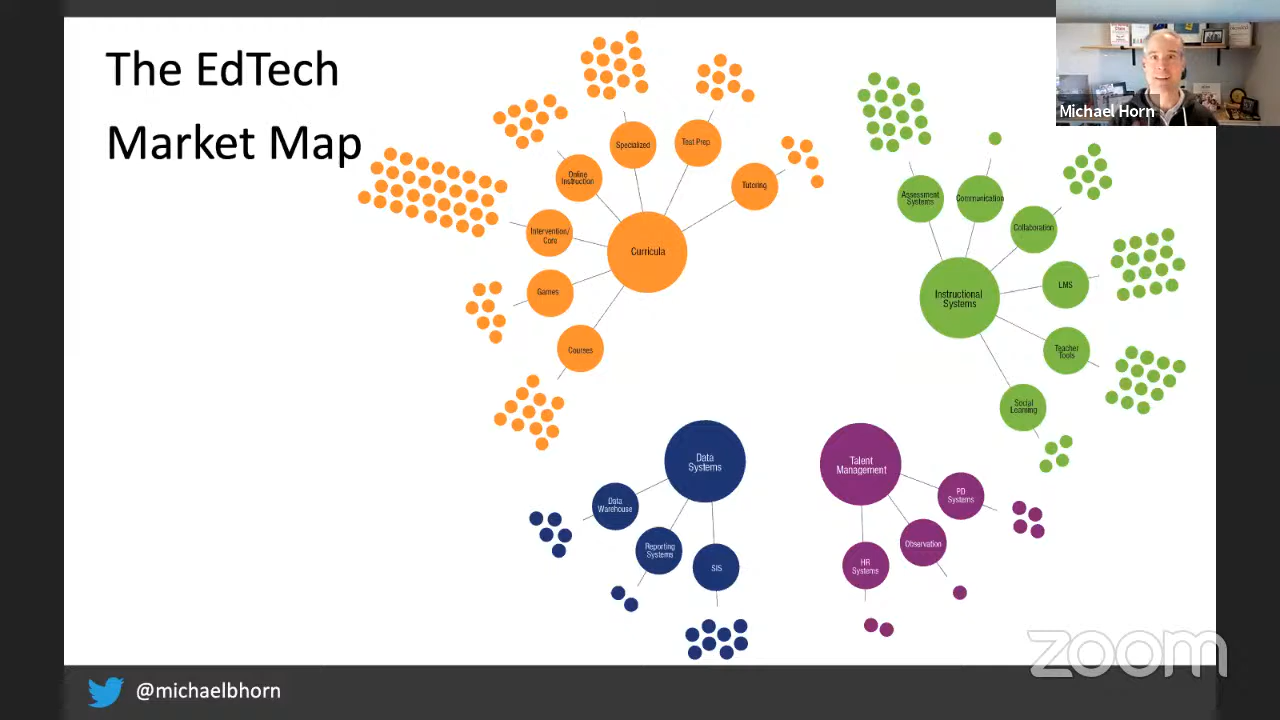 The EdTech
Market Map
Michael Horn
Specialized
Test Prep
Online
Instruction
Tutoring
Intervention/
Core
Curricula
Games
Courses
Assessment
Systems
Communication
Collaboration
Instructional
Systems
LMS
Teacher
Tools
Social
Learning
Data
Systems
Data
Warehouse
Reporting
Systems
SIS
Talent
Management
PD
Systems
Observation
HR
Systems
zoom
@michaelbhorn